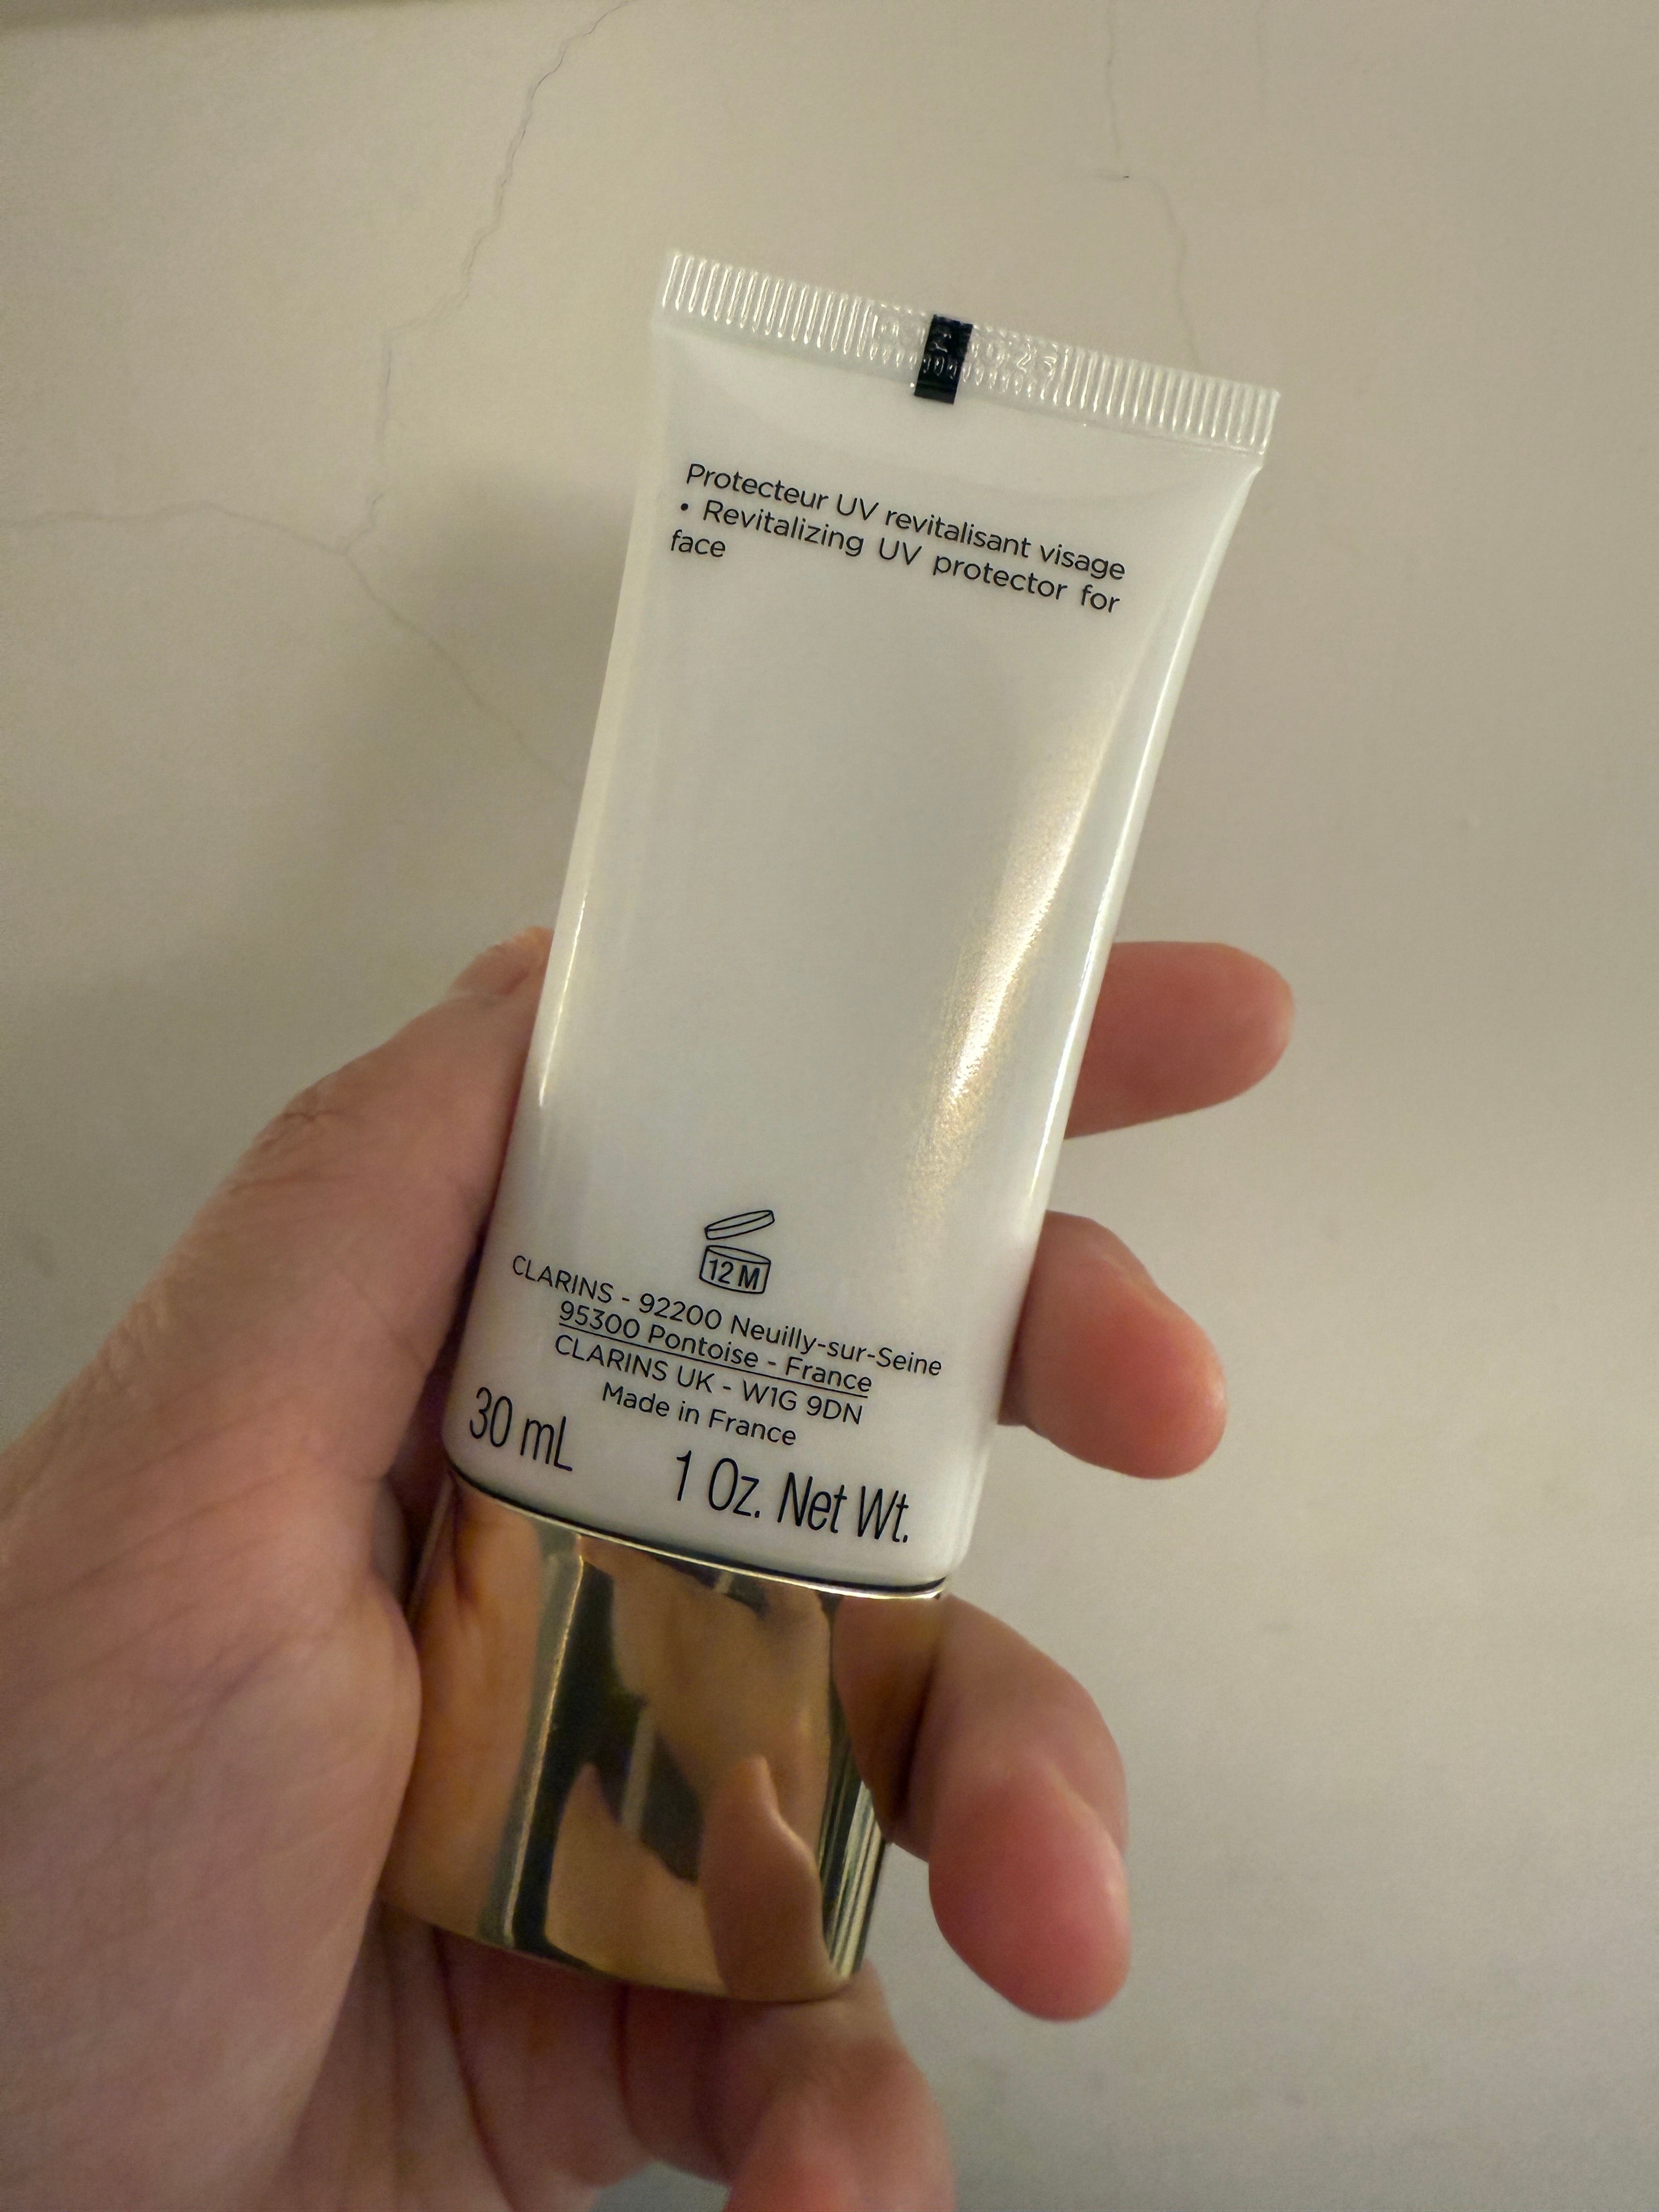 Protecteur UV revitalisant visage
• Revitalizing UV protector for
face
12 M
CLARINS - 92200 Neuilly-sur-Seine
95300 Pontoise - France
CLARINS UK - W1G 9DN
Made in France
30 mL 1 Oz. Net Wt.